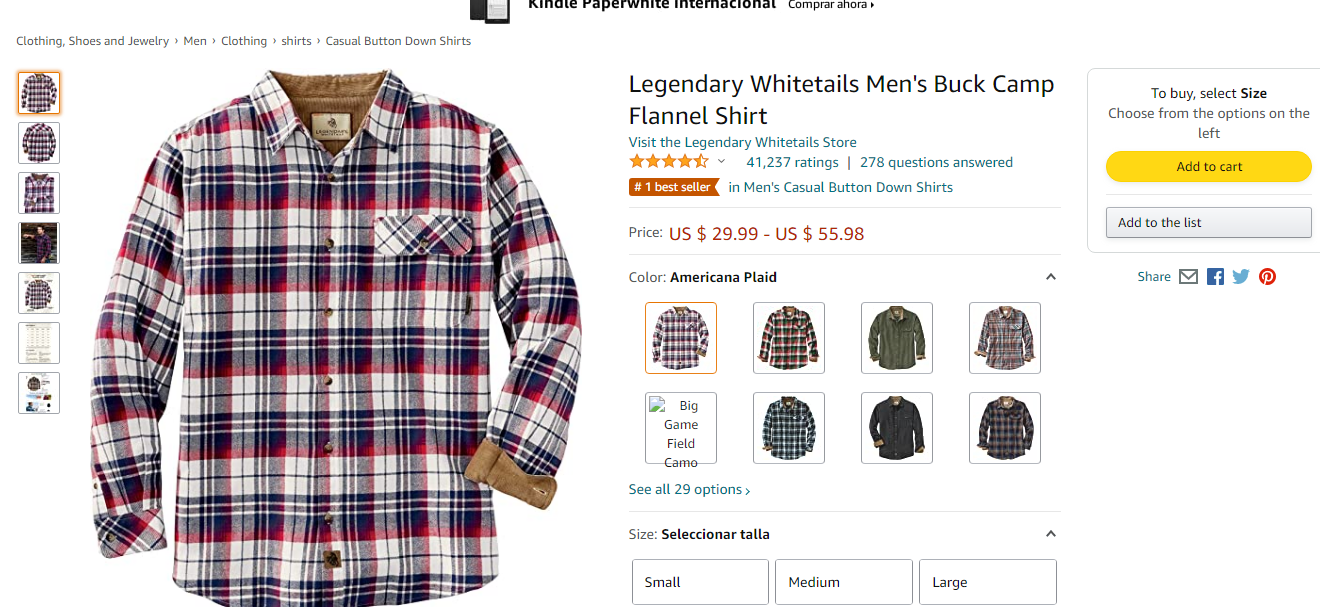 Kindle Paperwhite Internacional Comprar ahora ▸
Clothing, Shoes and Jewelry › Men › Clothing › shirts › Casual Button Down Shirts
LEGENDARY
WHITETAILS
Legendary Whitetails Men's Buck Camp
Flannel Shirt
Visit the Legendary Whitetails Store
41,237 ratings | 278 questions answered
# 1 best seller in Men's Casual Button Down Shirts
Price: US $ 29.99 - US $ 55.98
Color: Americana Plaid
Big
Game
Field
Camo
See all 29 options ›
Size: Seleccionar talla
Small Medium Large
To buy, select Size
Choose from the options on the
left
Add to cart
Add to the list
Share